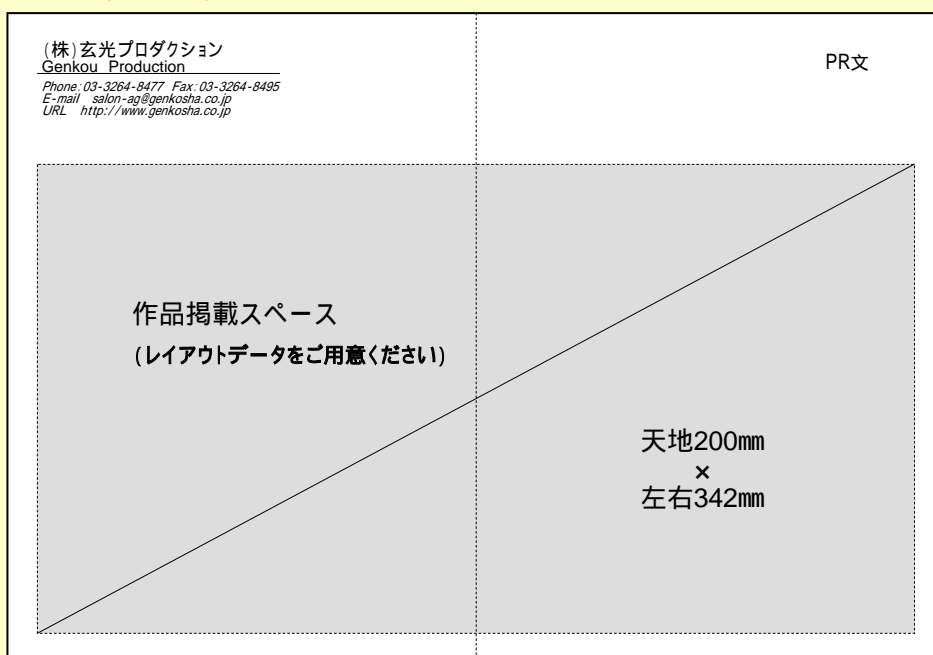 (株)玄光プロダクション
Genkou Production
Phone:03-3264-8477 Fax:03-3264-8495
E-mail salon-ag@genkosha.co.jp
URL http://www.genkosha.co.jp
PR文
作品掲載スペース
(レイアウトデータをご用意ください)
天地200㎜
×
左右342㎜